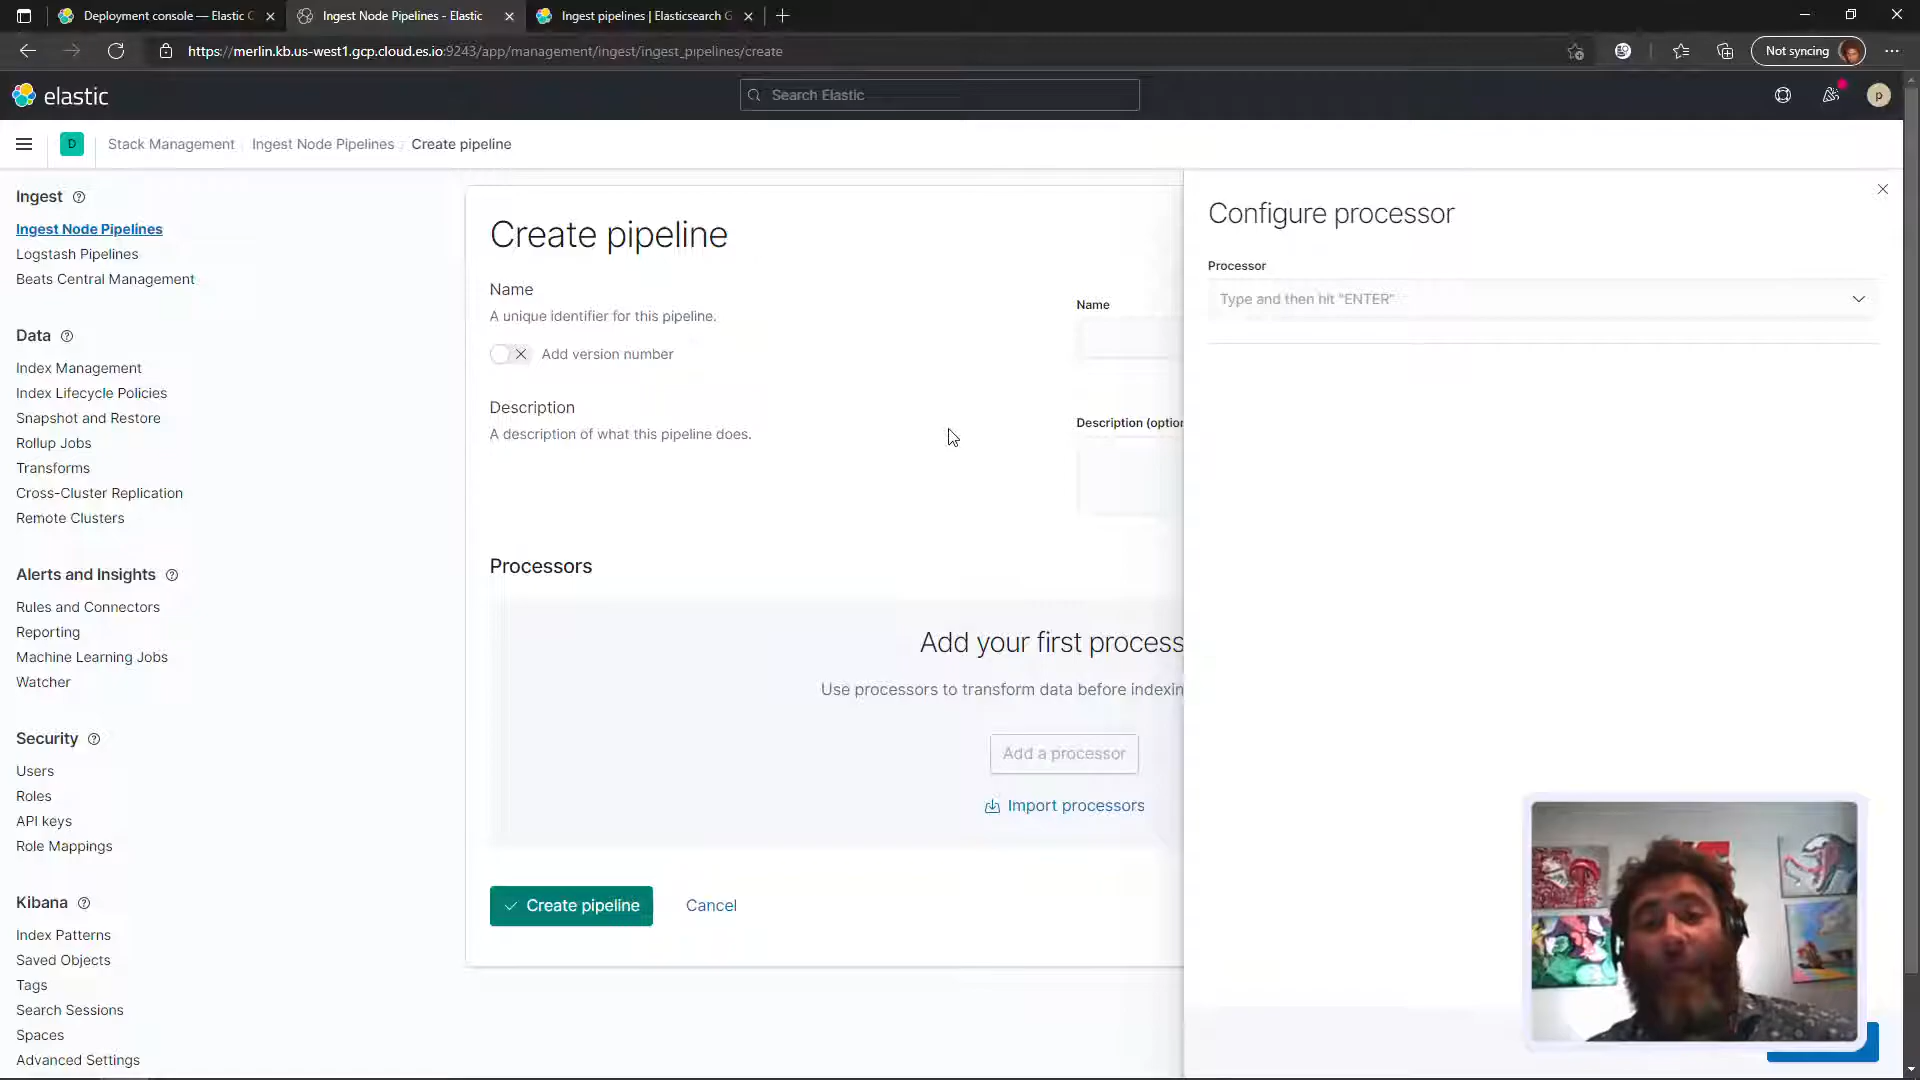 Deployment console — Elastic C
Ingest Node Pipelines - Elastic
Ingest pipelines | Elasticsearch G
https://merlin.kb.us-west1.gcp.cloud.es.io:9243/app/management/ingest/ingest_pipelines/create
Not syncing
elastic
Search Elastic
p
D
Stack Management
Ingest Node Pipelines
Create pipeline
Ingest
Ingest Node Pipelines
Logstash Pipelines
Beats Central Management
Data
Index Management
Index Lifecycle Policies
Snapshot and Restore
Rollup Jobs
Transforms
Cross-Cluster Replication
Remote Clusters
Alerts and Insights
Rules and Connectors
Reporting
Machine Learning Jobs
Watcher
Security
Users
Roles
API keys
Role Mappings
Kibana
Index Patterns
Saved Objects
Tags
Search Sessions
Spaces
Advanced Settings
Create pipeline
Name
A unique identifier for this pipeline.
Add version number
Name
Description
A description of what this pipeline does.
Description (option
Processors
Add your first process
Use processors to transform data before indexin
Add a processor
Import processors
Create pipeline
Cancel
Configure processor
Processor
Type and then hit "ENTER"